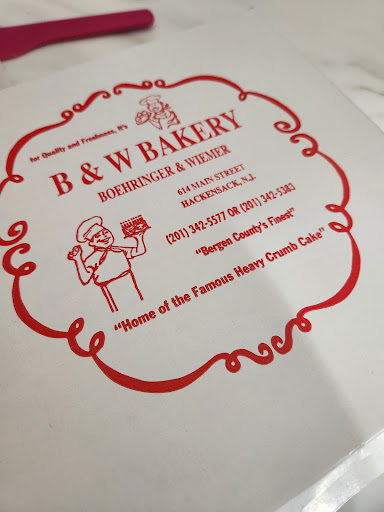 for Quality and Freshness, It's
B & W BAKERY
BOEHRINGER & WIEMER
614 MAIN STREET
HACKENSACK, N.J.
(201) 342-5577 OR (201) 342-5383
"Bergen County's Finest"
"Home of the Famous Heavy Crumb Cake"